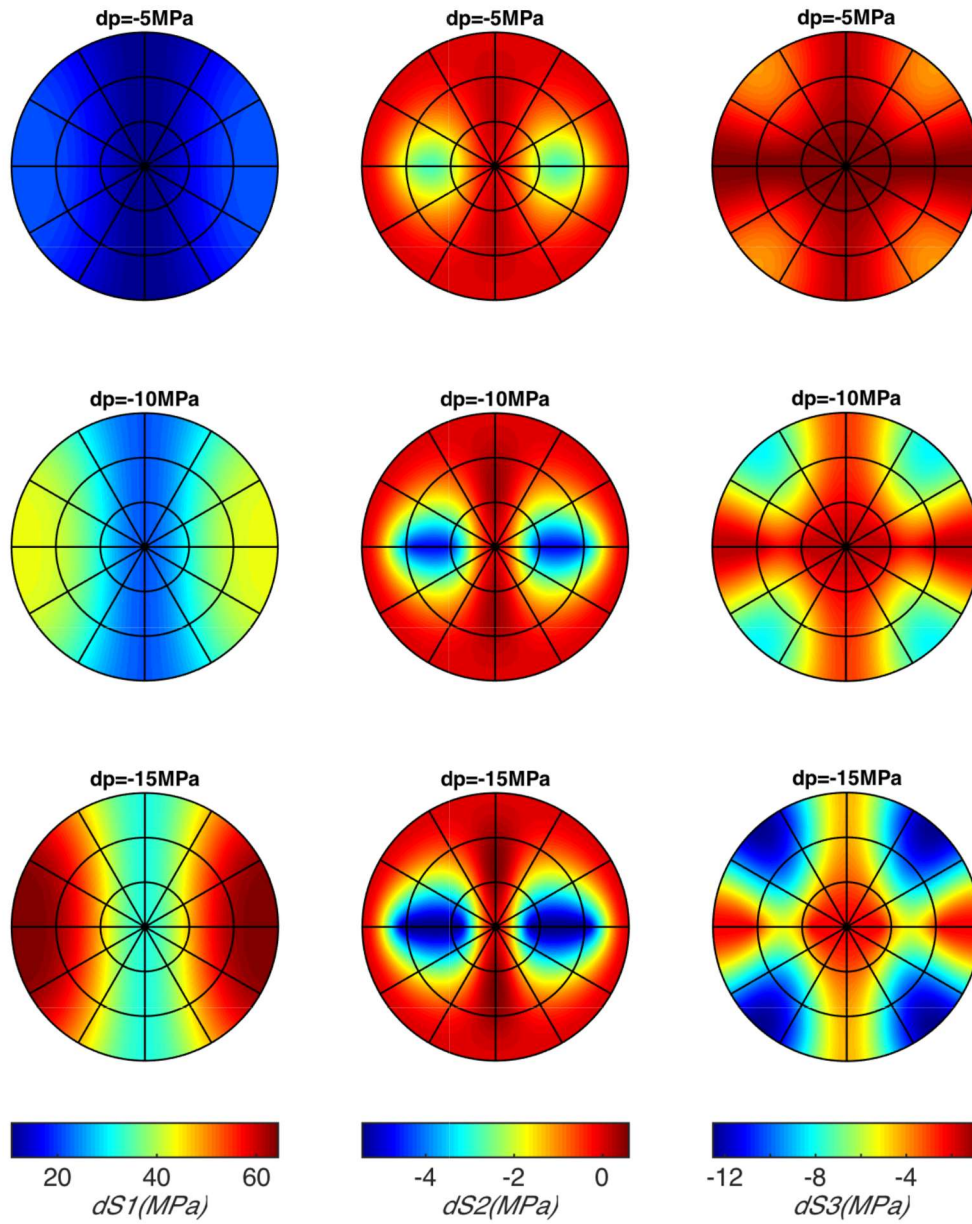 dp=-5MPa dp=-5MPa dp=-5MPa
dp=-10MPa dp=-10MPa dp=-10MPa
dp=-15MPa dp=-15MPa dp=-15MPa
20 40 60 -4 -2 0 -12 -8 -4
dS1(MPa) dS2(MPa) dS3(MPa)